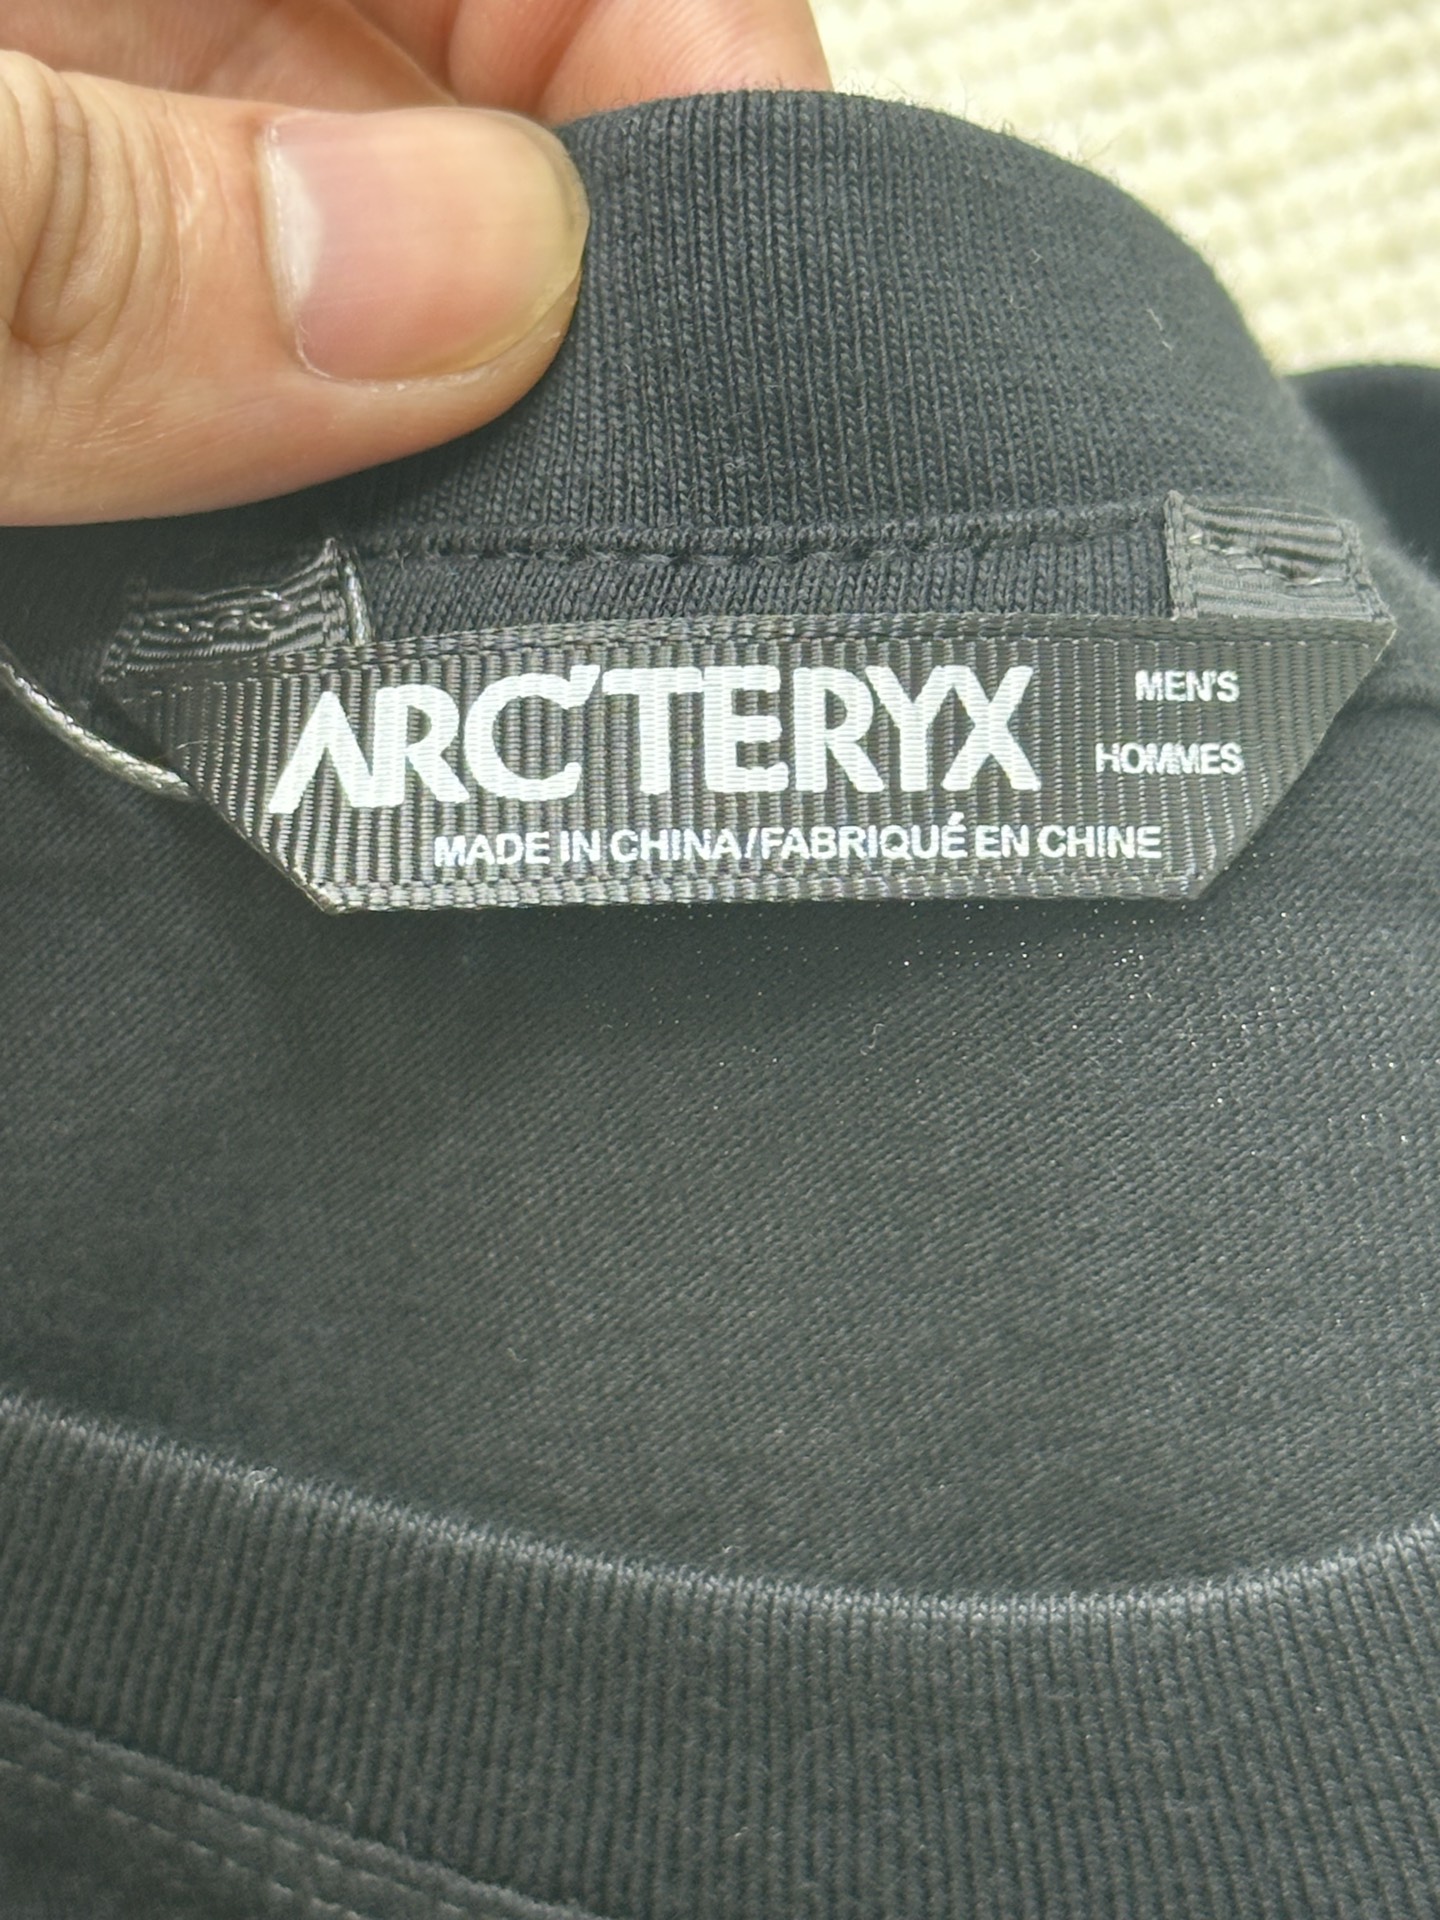 ARC'TERYX
MEN'S
HOMMES
MADE IN CHINA/FABRIQUÉ EN CHINE